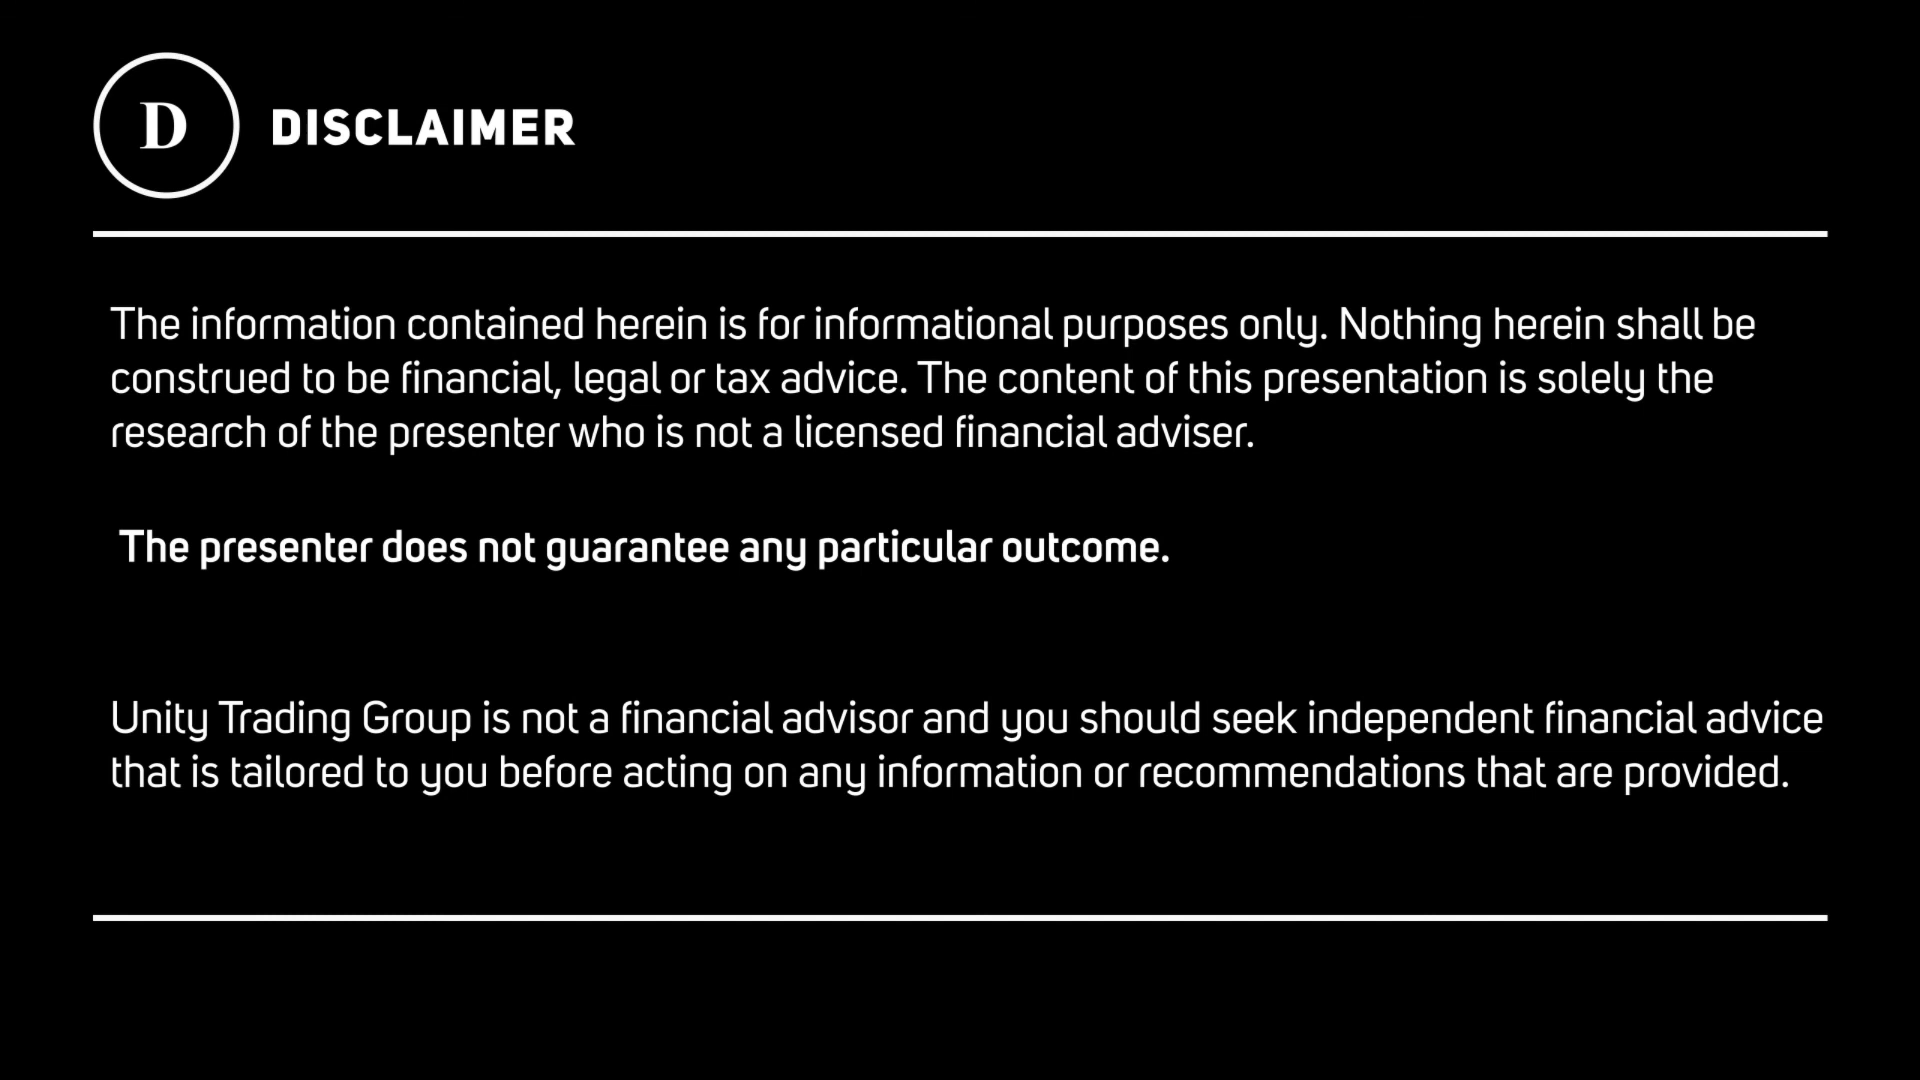 D
DISCLAIMER
The information contained herein is for informational purposes only. Nothing herein shall be
construed to be financial, legal or tax advice. The content of this presentation is solely the
research of the presenter who is not a licensed financial adviser.
The presenter does not guarantee any particular outcome.
Unity Trading Group is not a financial advisor and you should seek independent financial advice
that is tailored to you before acting on any information or recommendations that are provided.